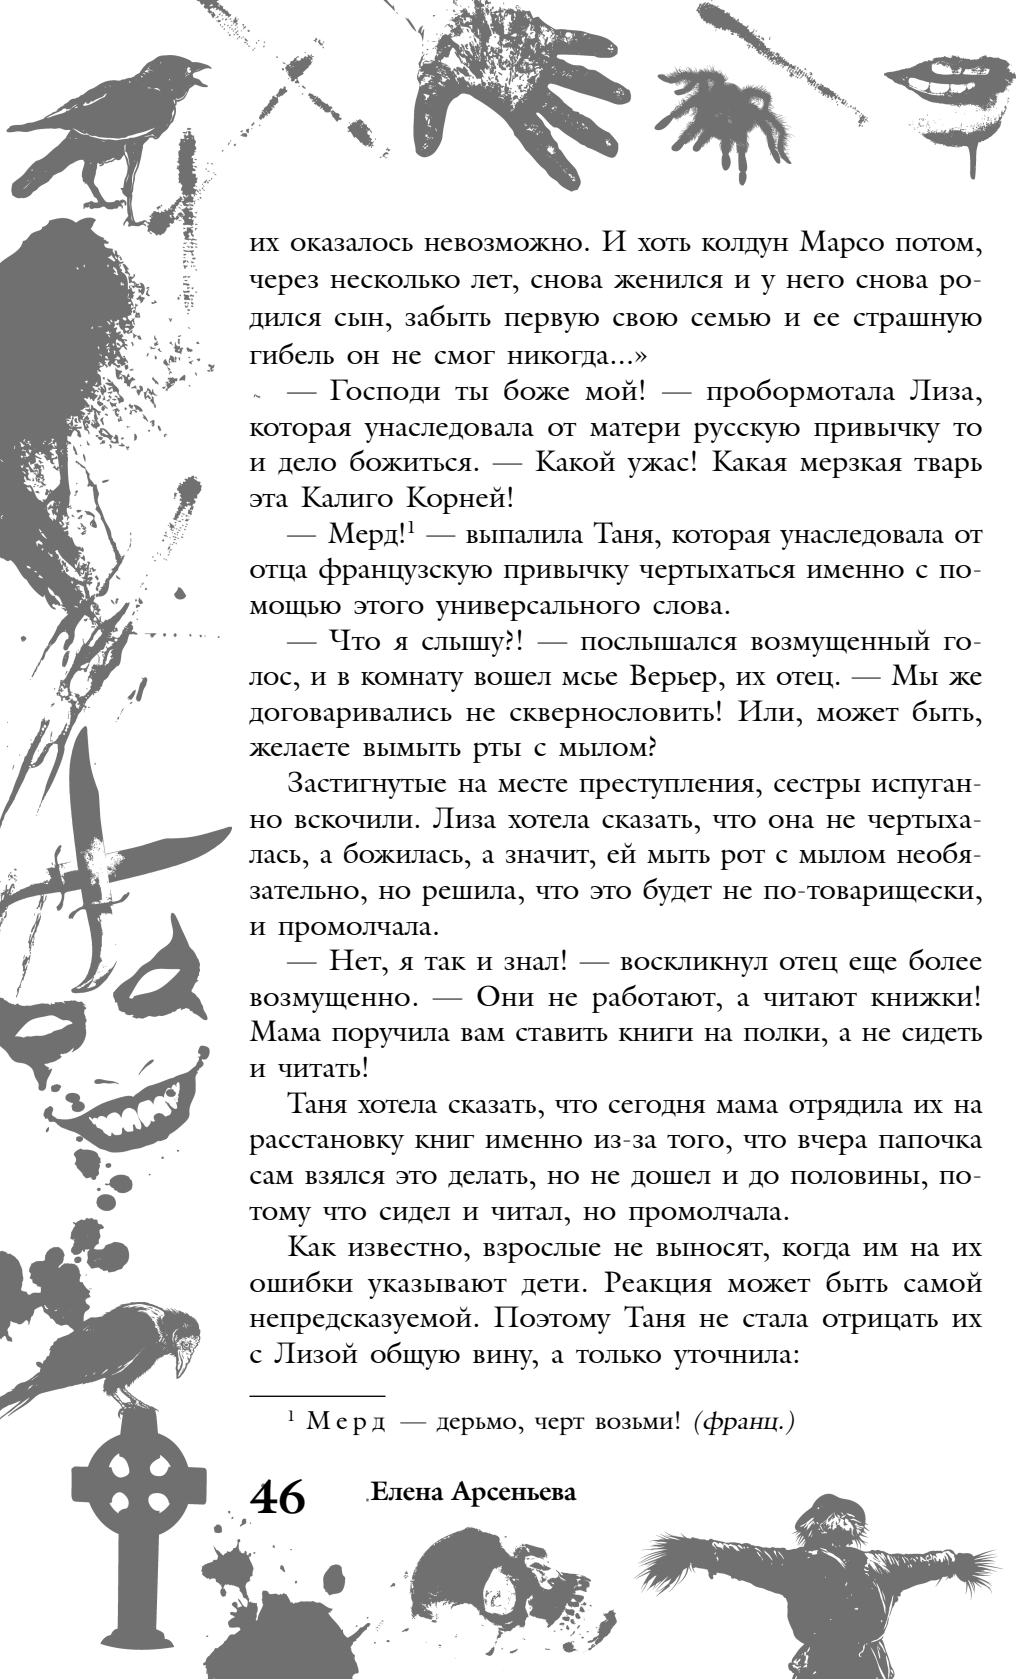 их оказалось невозможно. И хоть колдун Марсо потом,
через несколько лет, снова женился и у него снова ро-
дился сын, забыть первую свою семью и ее страшную
гибель он не смог никогда...»
— Господи ты боже мой! — пробормотала Лиза,
которая унаследовала от матери русскую привычку то
и дело божиться. — Какой ужас! Какая мерзкая тварь
эта Калиго Корней!
— Мерд!¹ — выпалила Таня, которая унаследовала от
отца французскую привычку чертыхаться именно с по-
мощью этого универсального слова.
— Что я слышу?! — послышался возмущенный го-
лос, и в комнату вошел мсье Верьер, их отец. — Мы же
договаривались не сквернословить! Или, может быть,
желаете вымыть рты с мылом?
Застигнутые на месте преступления, сестры испуган-
но вскочили. Лиза хотела сказать, что она не чертыха-
лась, а божилась, а значит, ей мыть рот с мылом необя-
зательно, но решила, что это будет не по-товарищески,
и промолчала.
— Нет, я так и знал! — воскликнул отец еще более
возмущенно. — Они не работают, а читают книжки!
Мама поручила вам ставить книги на полки, а не сидеть
и читать!
Таня хотела сказать, что сегодня мама отрядила их на
расстановку книг именно из-за того, что вчера папочка
сам взялся это делать, но не дошел и до половины, по-
тому что сидел и читал, но промолчала.
Как известно, взрослые не выносят, когда им на их
ошибки указывают дети. Реакция может быть самой
непредсказуемой. Поэтому Таня не стала отрицать их
с Лизой общую вину, а только уточнила:
¹ Мерд — дерьмо, черт возьми! (франц.)
46 Елена Арсеньева